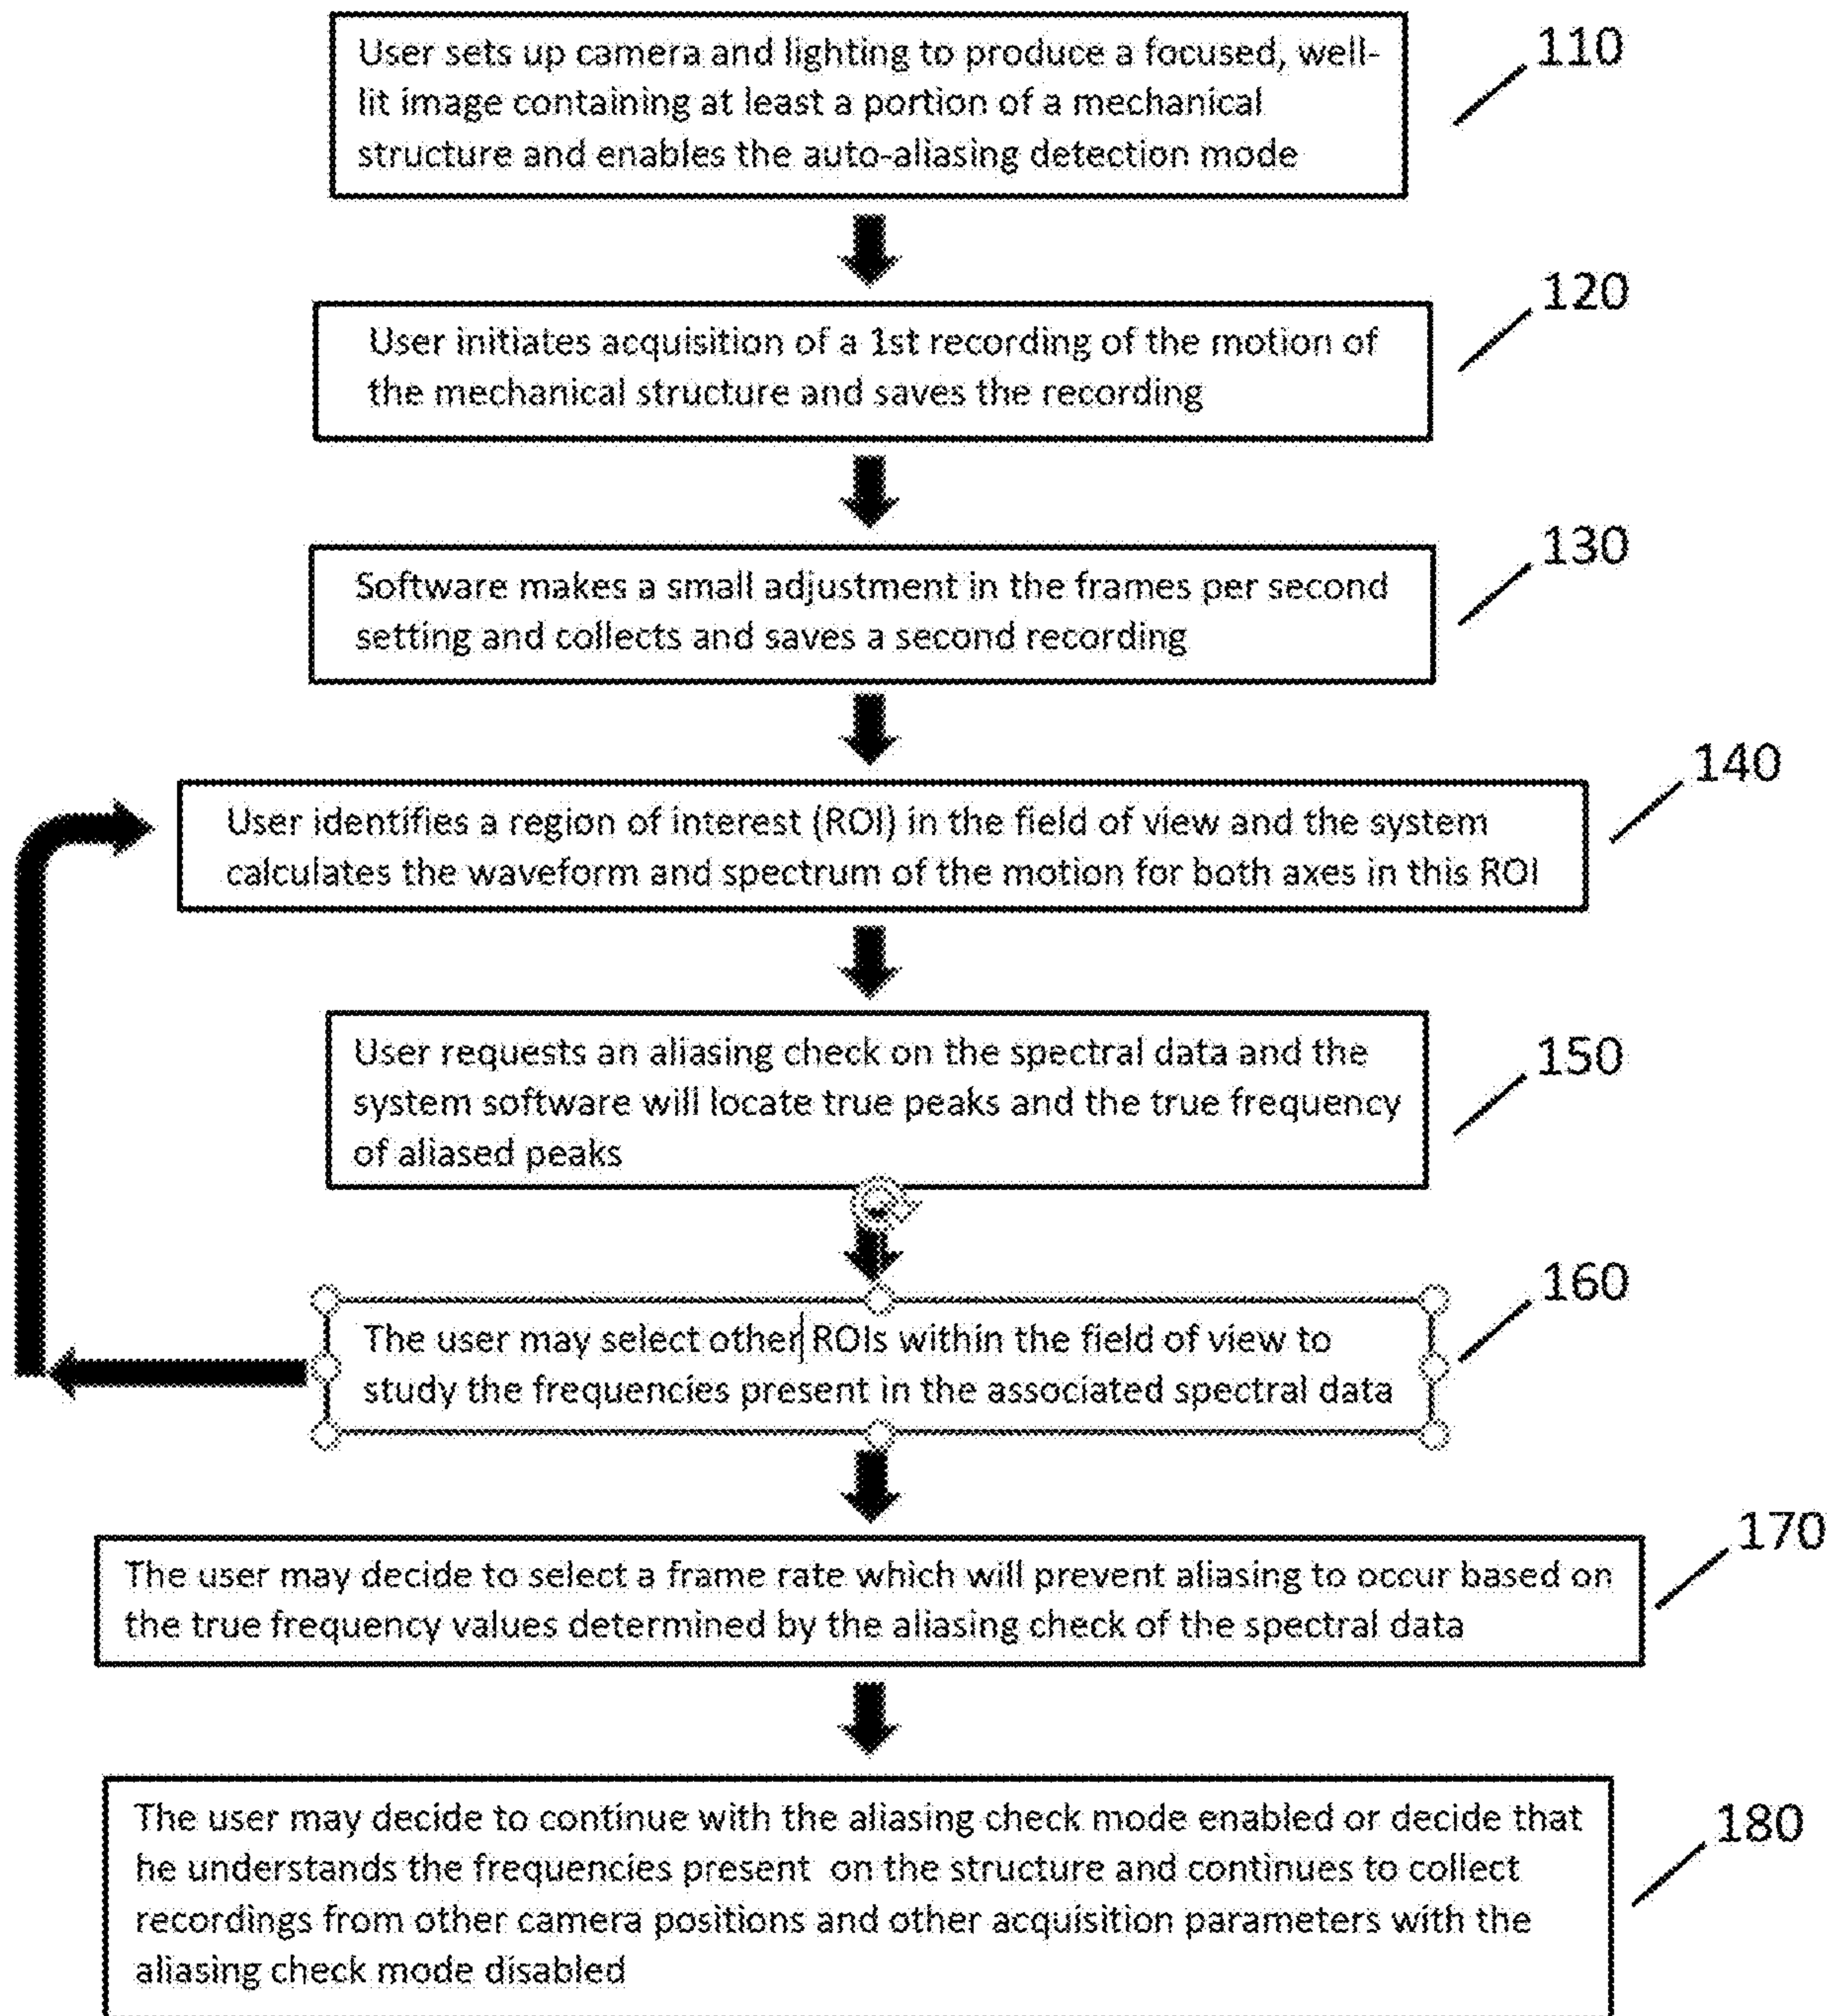 User sets up camera and lighting to produce a focused, well-
lit image containing at least a portion of a mechanical
structure and enables the auto-aliasing detection mode
110
User initiates acquisition of a 1st recording of the motion of
the mechanical structure and saves the recording
120
Software makes a small adjustment in the frames per second
setting and collects and saves a second recording
130
User identifies a region of interest (ROI) in the field of view and the system
calculates the waveform and spectrum of the motion for both axes in this ROI
140
User requests an aliasing check on the spectral data and the
system software will locate true peaks and the true frequency
of aliased peaks
150
The user may select other ROIs within the field of view to
study the frequencies present in the associated spectral data
160
The user may decide to select a frame rate which will prevent aliasing to occur based on
the true frequency values determined by the aliasing check of the spectral data
170
The user may decide to continue with the aliasing check mode enabled or decide that
he understands the frequencies present on the structure and continues to collect
recordings from other camera positions and other acquisition parameters with the
aliasing check mode disabled
180